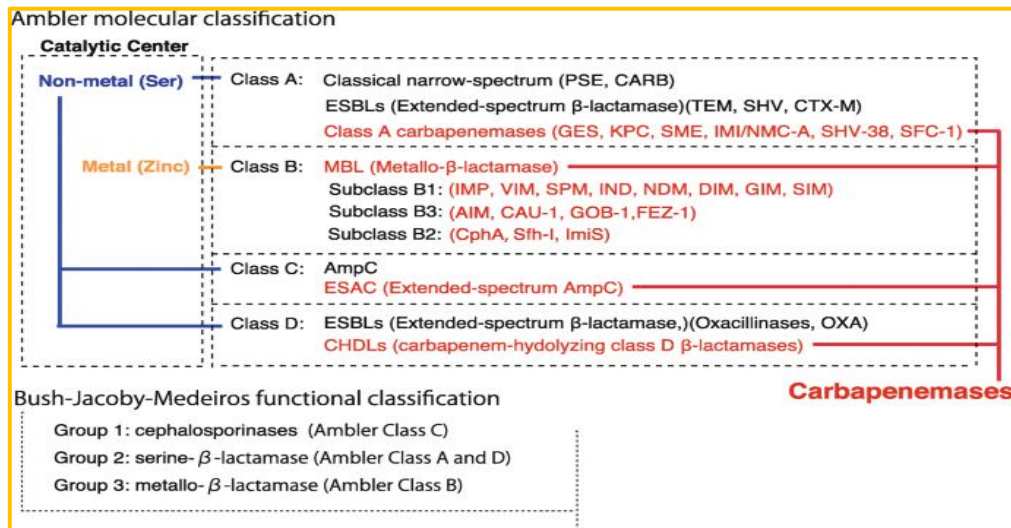 Ambler molecular classification
Catalytic Center
Non-metal (Ser)
Class A: Classical narrow-spectrum (PSE, CARB)
ESBLs (Extended-spectrum β-lactamase)(TEM, SHV, CTX-M)
Class A carbapenemases (GES, KPC, SME, IMI/NMC-A, SHV-38, SFC-1)
Metal (Zinc)
Class B: MBL (Metallo-β-lactamase)
Subclass B1: (IMP, VIM, SPM, IND, NDM, DIM, GIM, SIM)
Subclass B3: (AIM, CAU-1, GOB-1,FEZ-1)
Subclass B2: (CphA, Sfh-I, ImiS)
Class C: AmpC
ESAC (Extended-spectrum AmpC)
Class D: ESBLs (Extended-spectrum β-lactamase,)(Oxacillinases, OXA)
CHDLs (carbapenem-hydolyzing class D β-lactamases)
Carbapenemases
Bush-Jacoby-Medeiros functional classification
Group 1: cephalosporinases (Ambler Class C)
Group 2: serine-β-lactamase (Ambler Class A and D)
Group 3: metallo-β-lactamase (Ambler Class B)